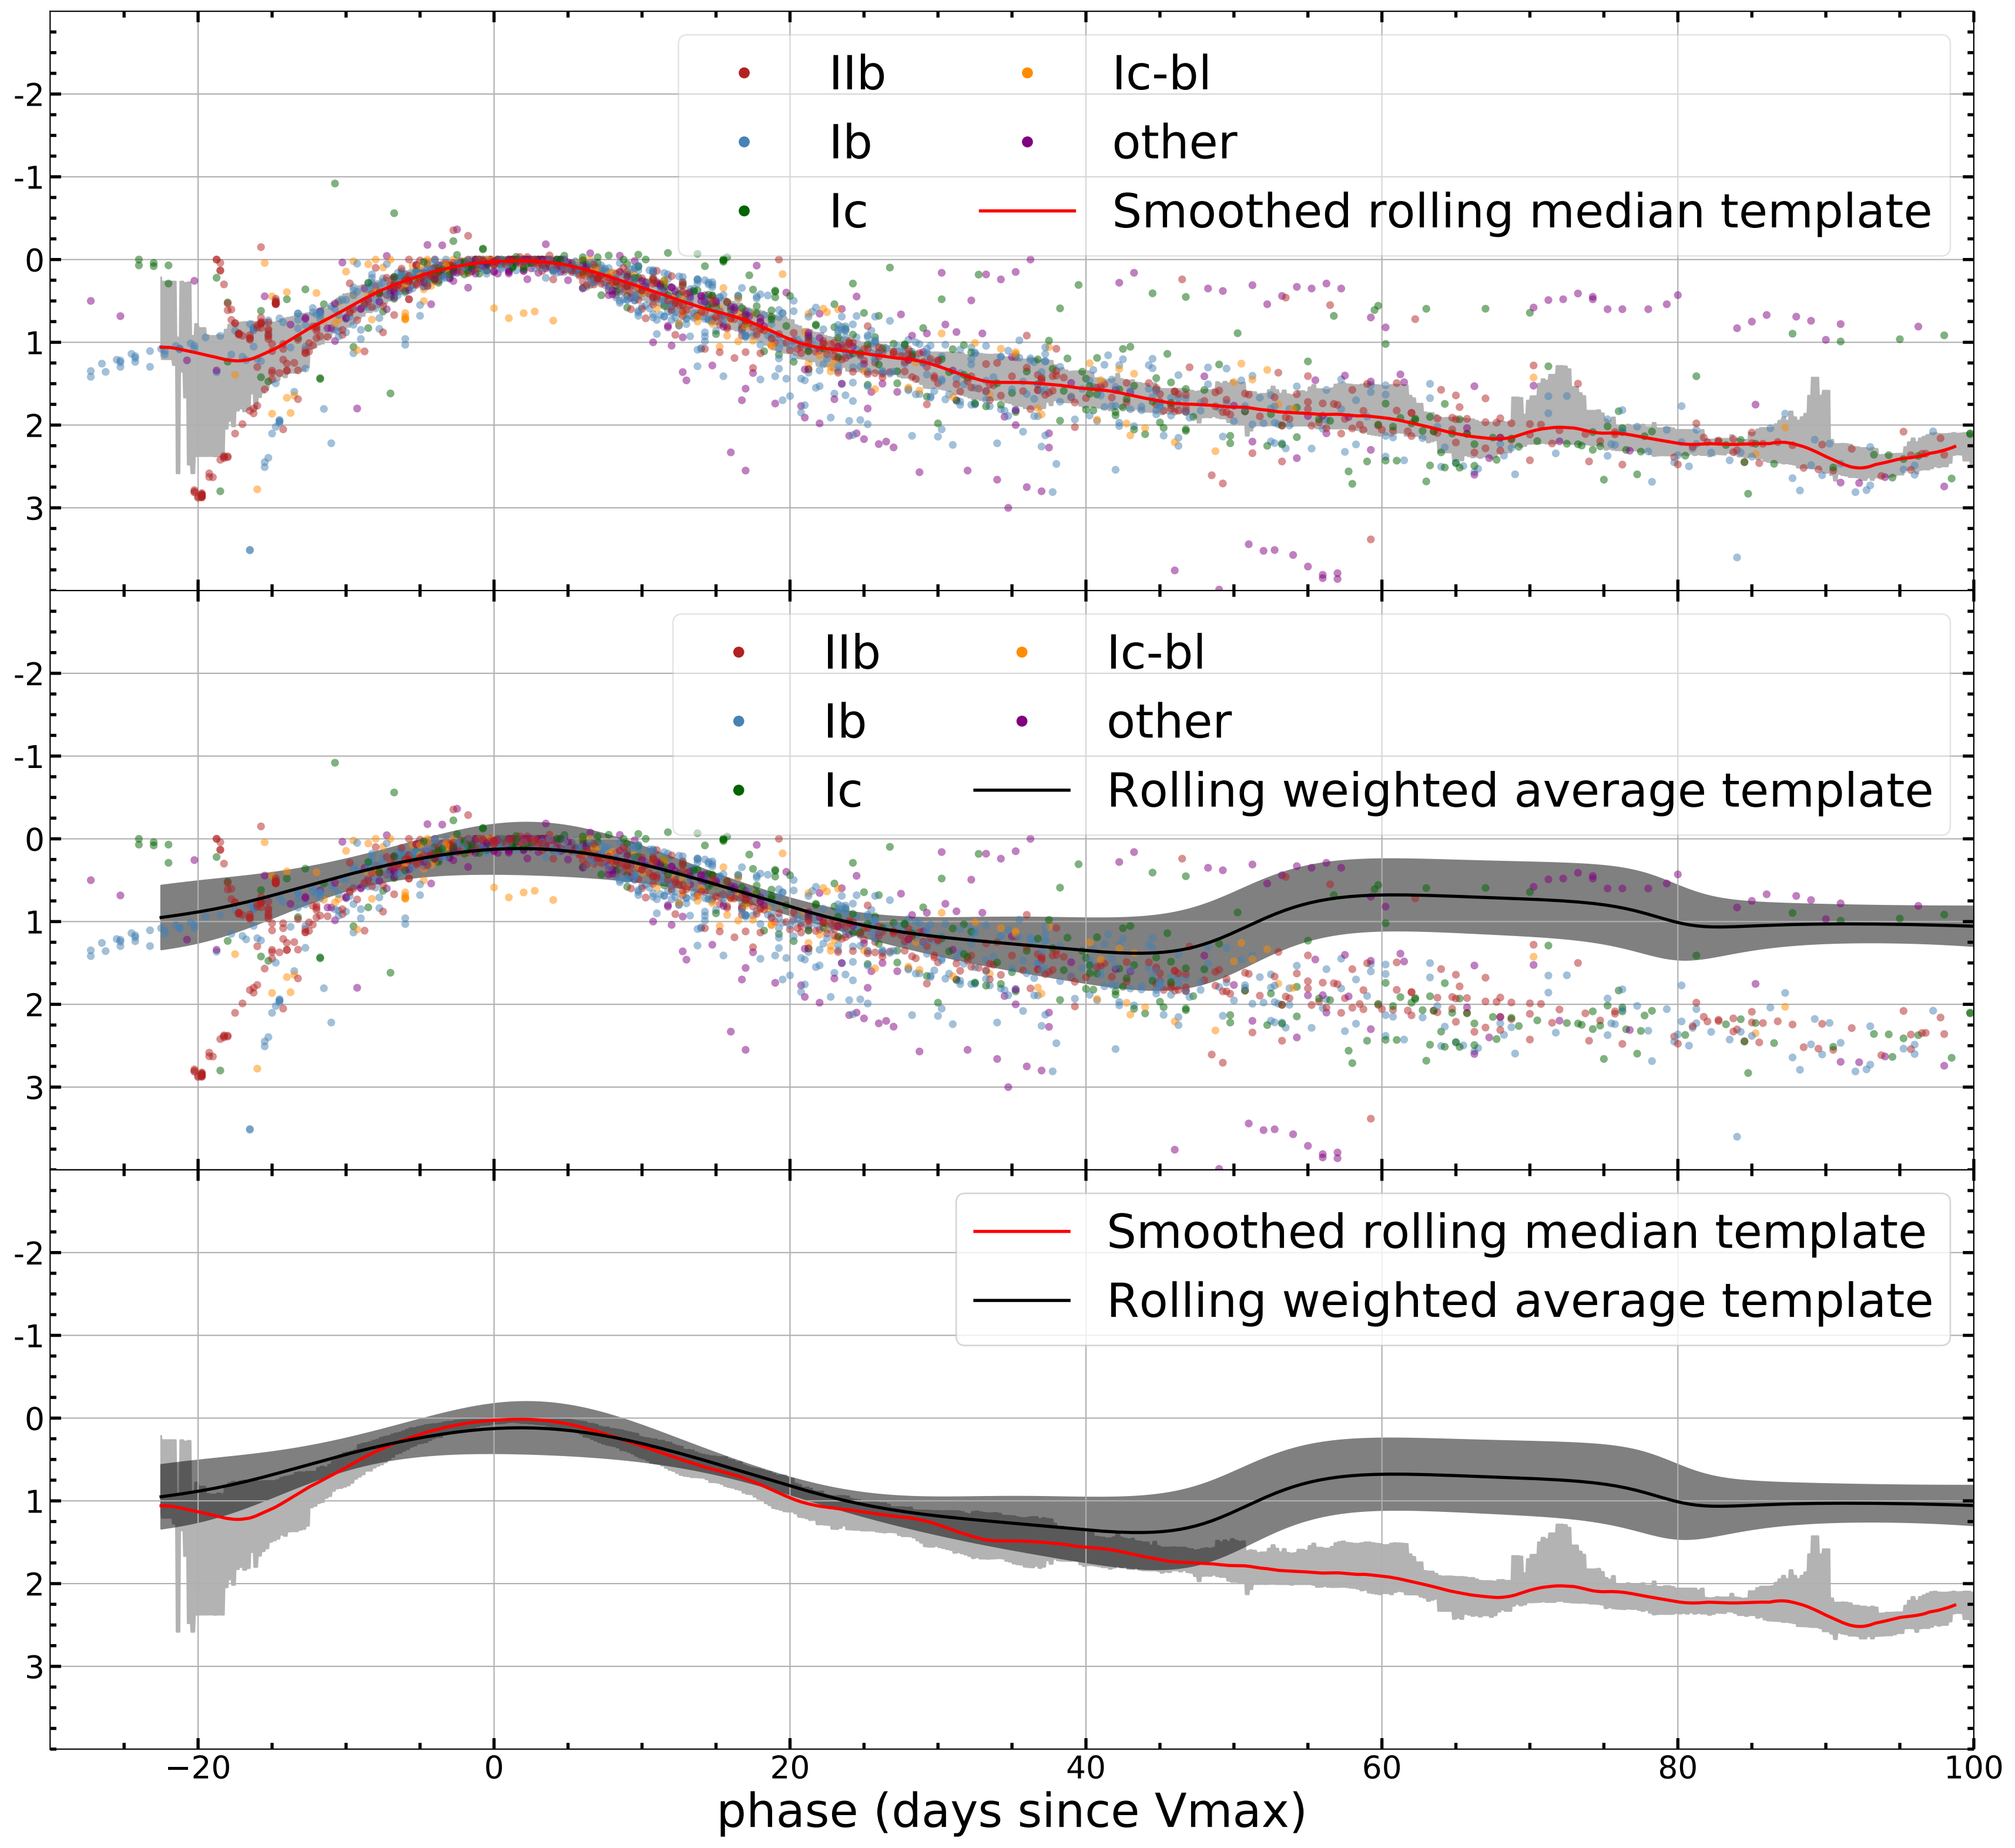 IIb Ic-bl
Ib other
Ic Smoothed rolling median template
-2
-1
0
1
2
3
IIb Ic-bl
Ib other
Ic Rolling weighted average template
-2
-1
0
1
2
3
Smoothed rolling median template
Rolling weighted average template
-2
-1
0
1
2
3
−20 0 20 40 60 80 100
phase (days since Vmax)